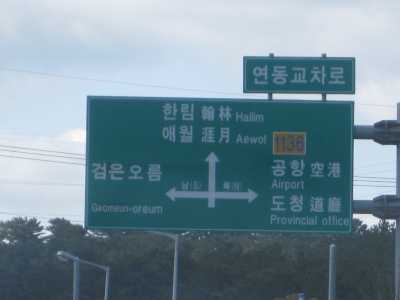 연동교차로
한림 翰林 Hallim
애월 涯月 Aewol
1136
검은오름
Geomeun-oreum
공항 空港
Airport
도청 道廳
Provincial office